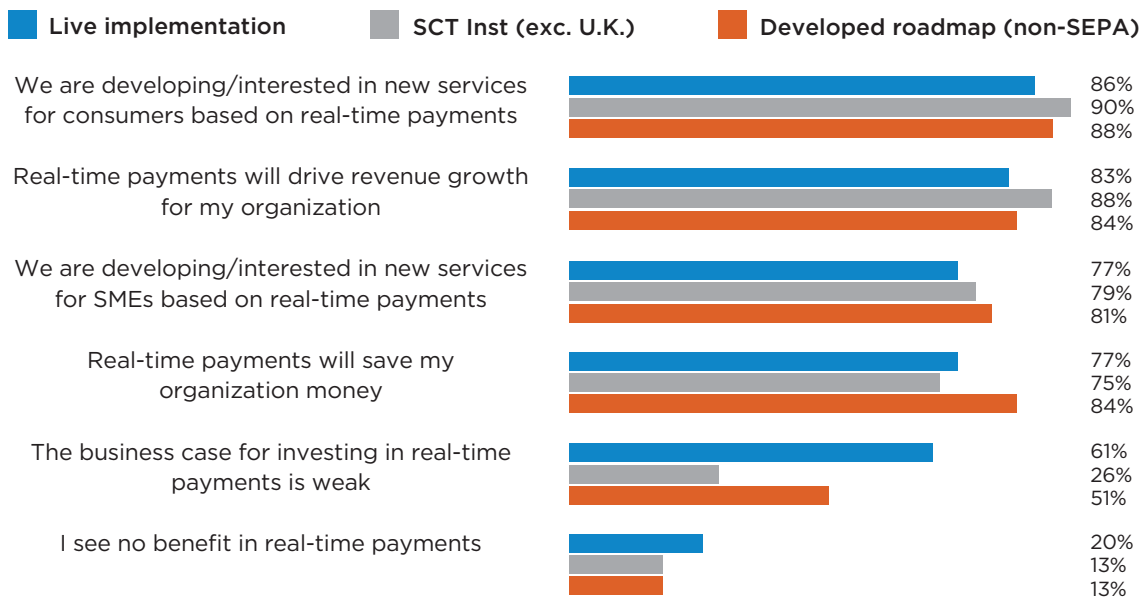 Live implementation
SCT Inst (exc. U.K.)
Developed roadmap (non-SEPA)
We are developing/interested in new services
for consumers based on real-time payments
86%
90%
88%
Real-time payments will drive revenue growth
for my organization
83%
88%
84%
We are developing/interested in new services
for SMEs based on real-time payments
77%
79%
81%
Real-time payments will save my
organization money
77%
75%
84%
The business case for investing in real-time
payments is weak
61%
26%
51%
I see no benefit in real-time payments
20%
13%
13%